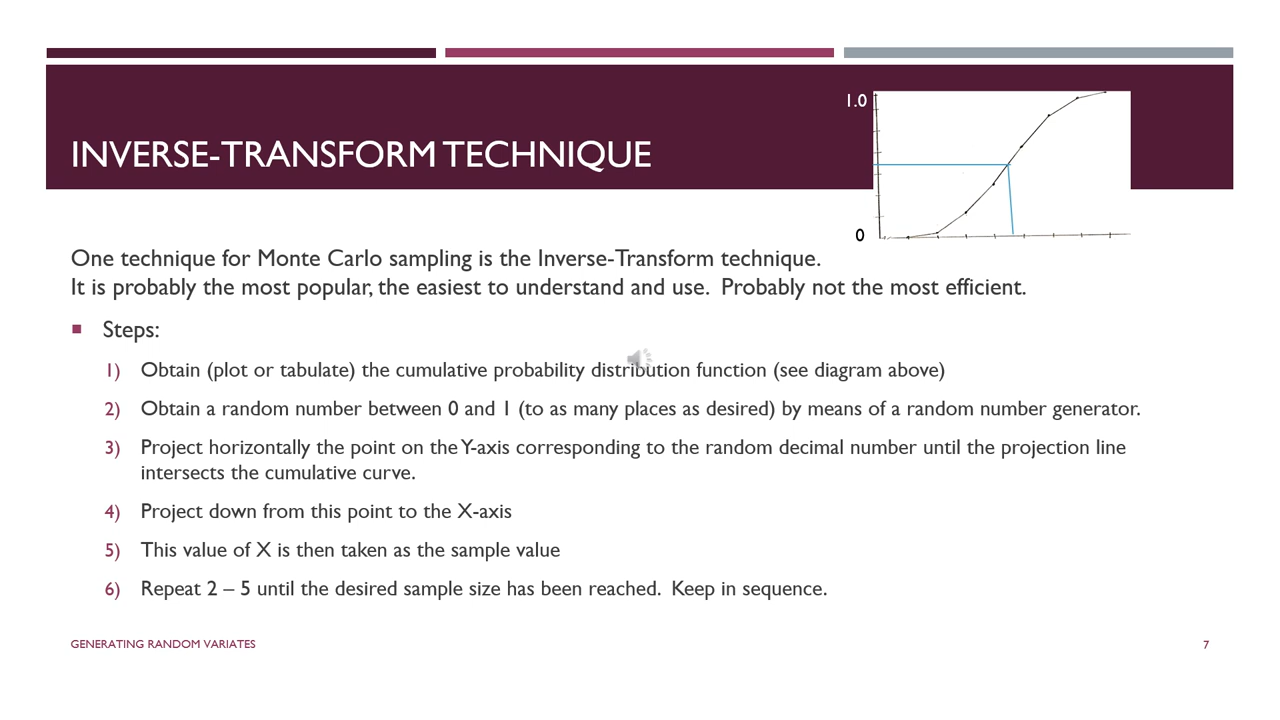 1.0
INVERSE-TRANSFORM TECHNIQUE
0
One technique for Monte Carlo sampling is the Inverse-Transform technique.
It is probably the most popular, the easiest to understand and use.  Probably not the most efficient.
■ Steps:
1) Obtain (plot or tabulate) the cumulative probability distribution function (see diagram above)
2) Obtain a random number between 0 and 1 (to as many places as desired) by means of a random number generator.
3) Project horizontally the point on the Y-axis corresponding to the random decimal number until the projection line
intersects the cumulative curve.
4) Project down from this point to the X-axis
5) This value of X is then taken as the sample value
6) Repeat 2 – 5 until the desired sample size has been reached.  Keep in sequence.
GENERATING RANDOM VARIATES
7